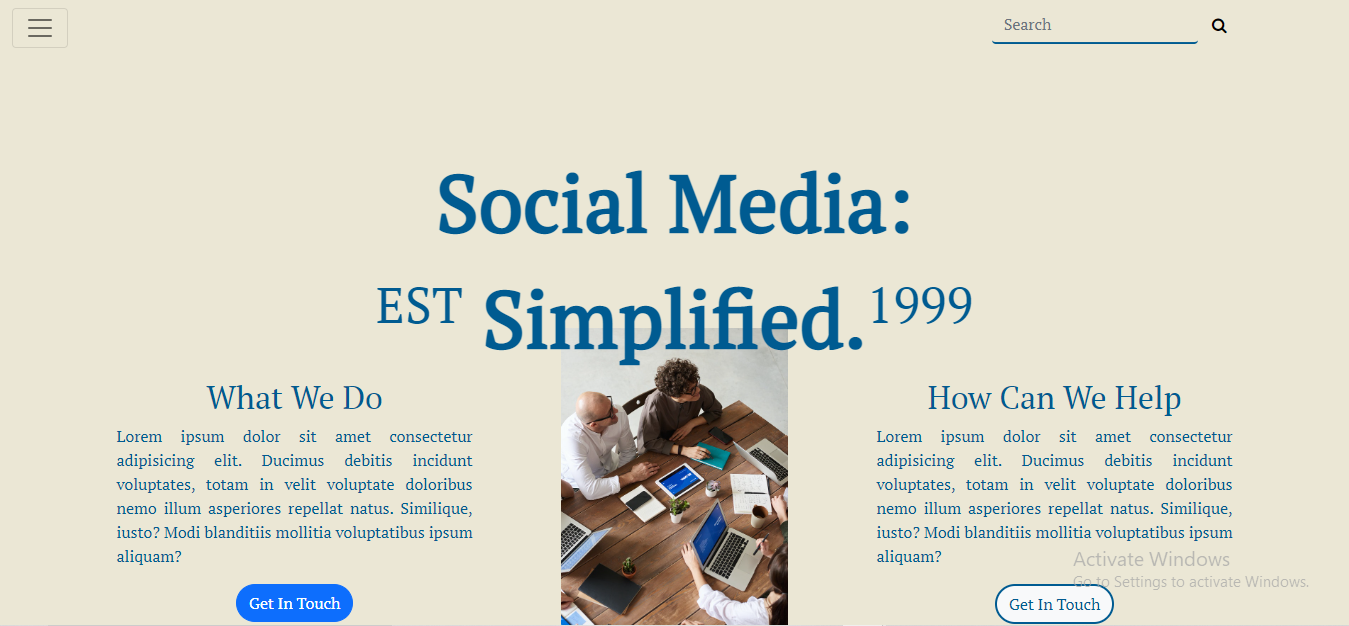 Search
Social Media:
EST Simplified. 1999
What We Do
Lorem ipsum dolor sit amet consectetur
adipisicing elit. Ducimus debitis incidunt
voluptates, totam in velit voluptate doloribus
nemo illum asperiores repellat natus. Similique,
iusto? Modi blanditiis mollitia voluptatibus ipsum
aliquam?
Get In Touch
How Can We Help
Lorem ipsum dolor sit amet consectetur
adipisicing elit. Ducimus debitis incidunt
voluptates, totam in velit voluptate doloribus
nemo illum asperiores repellat natus. Similique,
iusto? Modi blanditiis mollitia voluptatibus ipsum
aliquam?
Get In Touch
Activate Windows
Go to Settings to activate Windows.